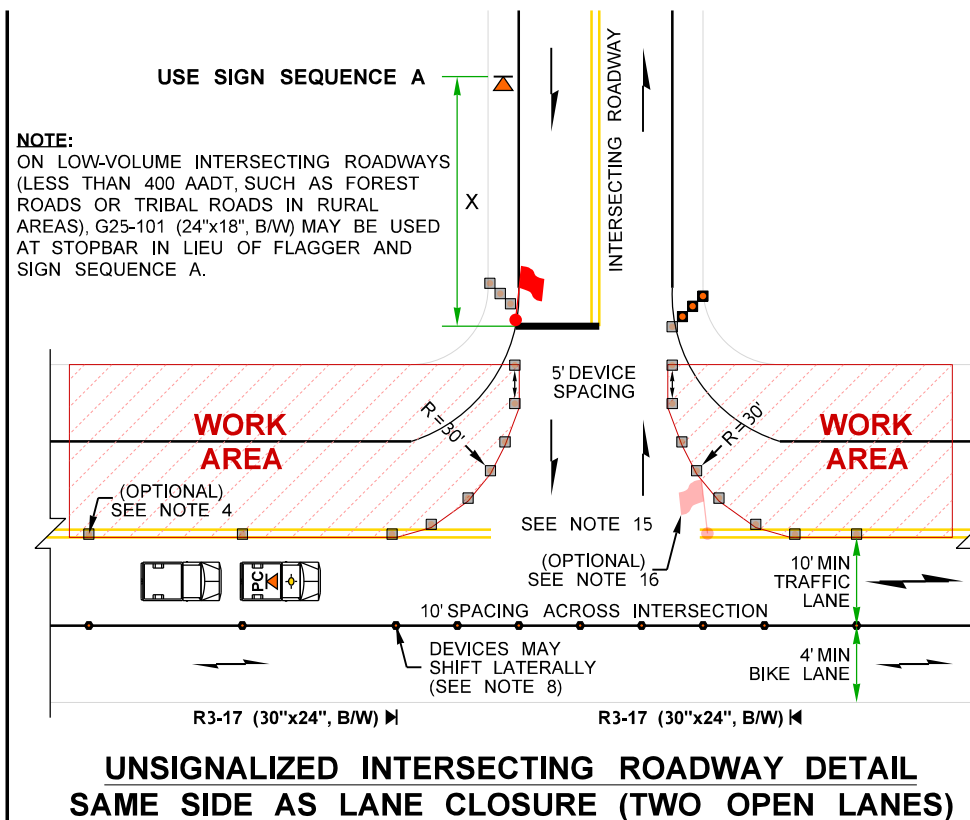 USE SIGN SEQUENCE A
NOTE:
ON LOW-VOLUME INTERSECTING ROADWAYS
(LESS THAN 400 AADT, SUCH AS FOREST
ROADS OR TRIBAL ROADS IN RURAL
AREAS), G25-101 (24"x18", B/W) MAY BE USED
AT STOPBAR IN LIEU OF FLAGGER AND
SIGN SEQUENCE A.
X
INTERSECTING ROADWAY
5' DEVICE
SPACING
WORK
AREA
R=30'
R=30'
WORK
AREA
(OPTIONAL)
SEE NOTE 4
SEE NOTE 15
(OPTIONAL)
SEE NOTE 16
10' MIN
TRAFFIC
LANE
PC
10' SPACING ACROSS INTERSECTION
DEVICES MAY
SHIFT LATERALLY
(SEE NOTE 8)
4' MIN
BIKE LANE
R3-17 (30"x24", B/W)
R3-17 (30"x24", B/W)
UNSIGNALIZED INTERSECTING ROADWAY DETAIL
SAME SIDE AS LANE CLOSURE (TWO OPEN LANES)